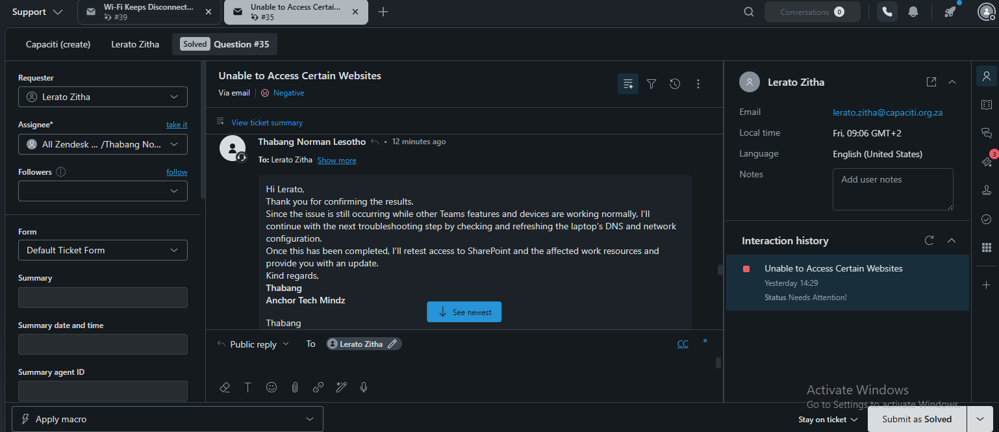 Support
Wi-Fi Keeps Disconnect...
#39
Unable to Access Certai...
#35
Conversations 0
Capaciti (create)
Lerato Zitha
Solved Question #35
Requester
Lerato Zitha
Assignee* take it
All Zendesk ... /Thabang No...
Followers follow
Form
Default Ticket Form
Summary
Summary date and time
Summary agent ID
Apply macro
Unable to Access Certain Websites
Via email Negative
View ticket summary
Thabang Norman Lesotho • 12 minutes ago
To: Lerato Zitha Show more
Hi Lerato,
Thank you for confirming the results.
Since the issue is still occurring while other Teams features and devices are working normally, I'll
continue with the next troubleshooting step by checking and refreshing the laptop's DNS and network
configuration.
Once this has been completed, I'll retest access to SharePoint and the affected work resources and
provide you with an update.
Kind regards,
Thabang
Anchor Tech Mindz
Thabang
See newest
Public reply To Lerato Zitha CC
Lerato Zitha
Email lerato.zitha@capaciti.org.za
Local time Fri, 09:06 GMT+2
Language English (United States)
Notes Add user notes
Interaction history
Unable to Access Certain Websites
Yesterday 14:29
Status Needs Attention!
3
Activate Windows
Go to Settings to activate Windows.
Stay on ticket Submit as Solved